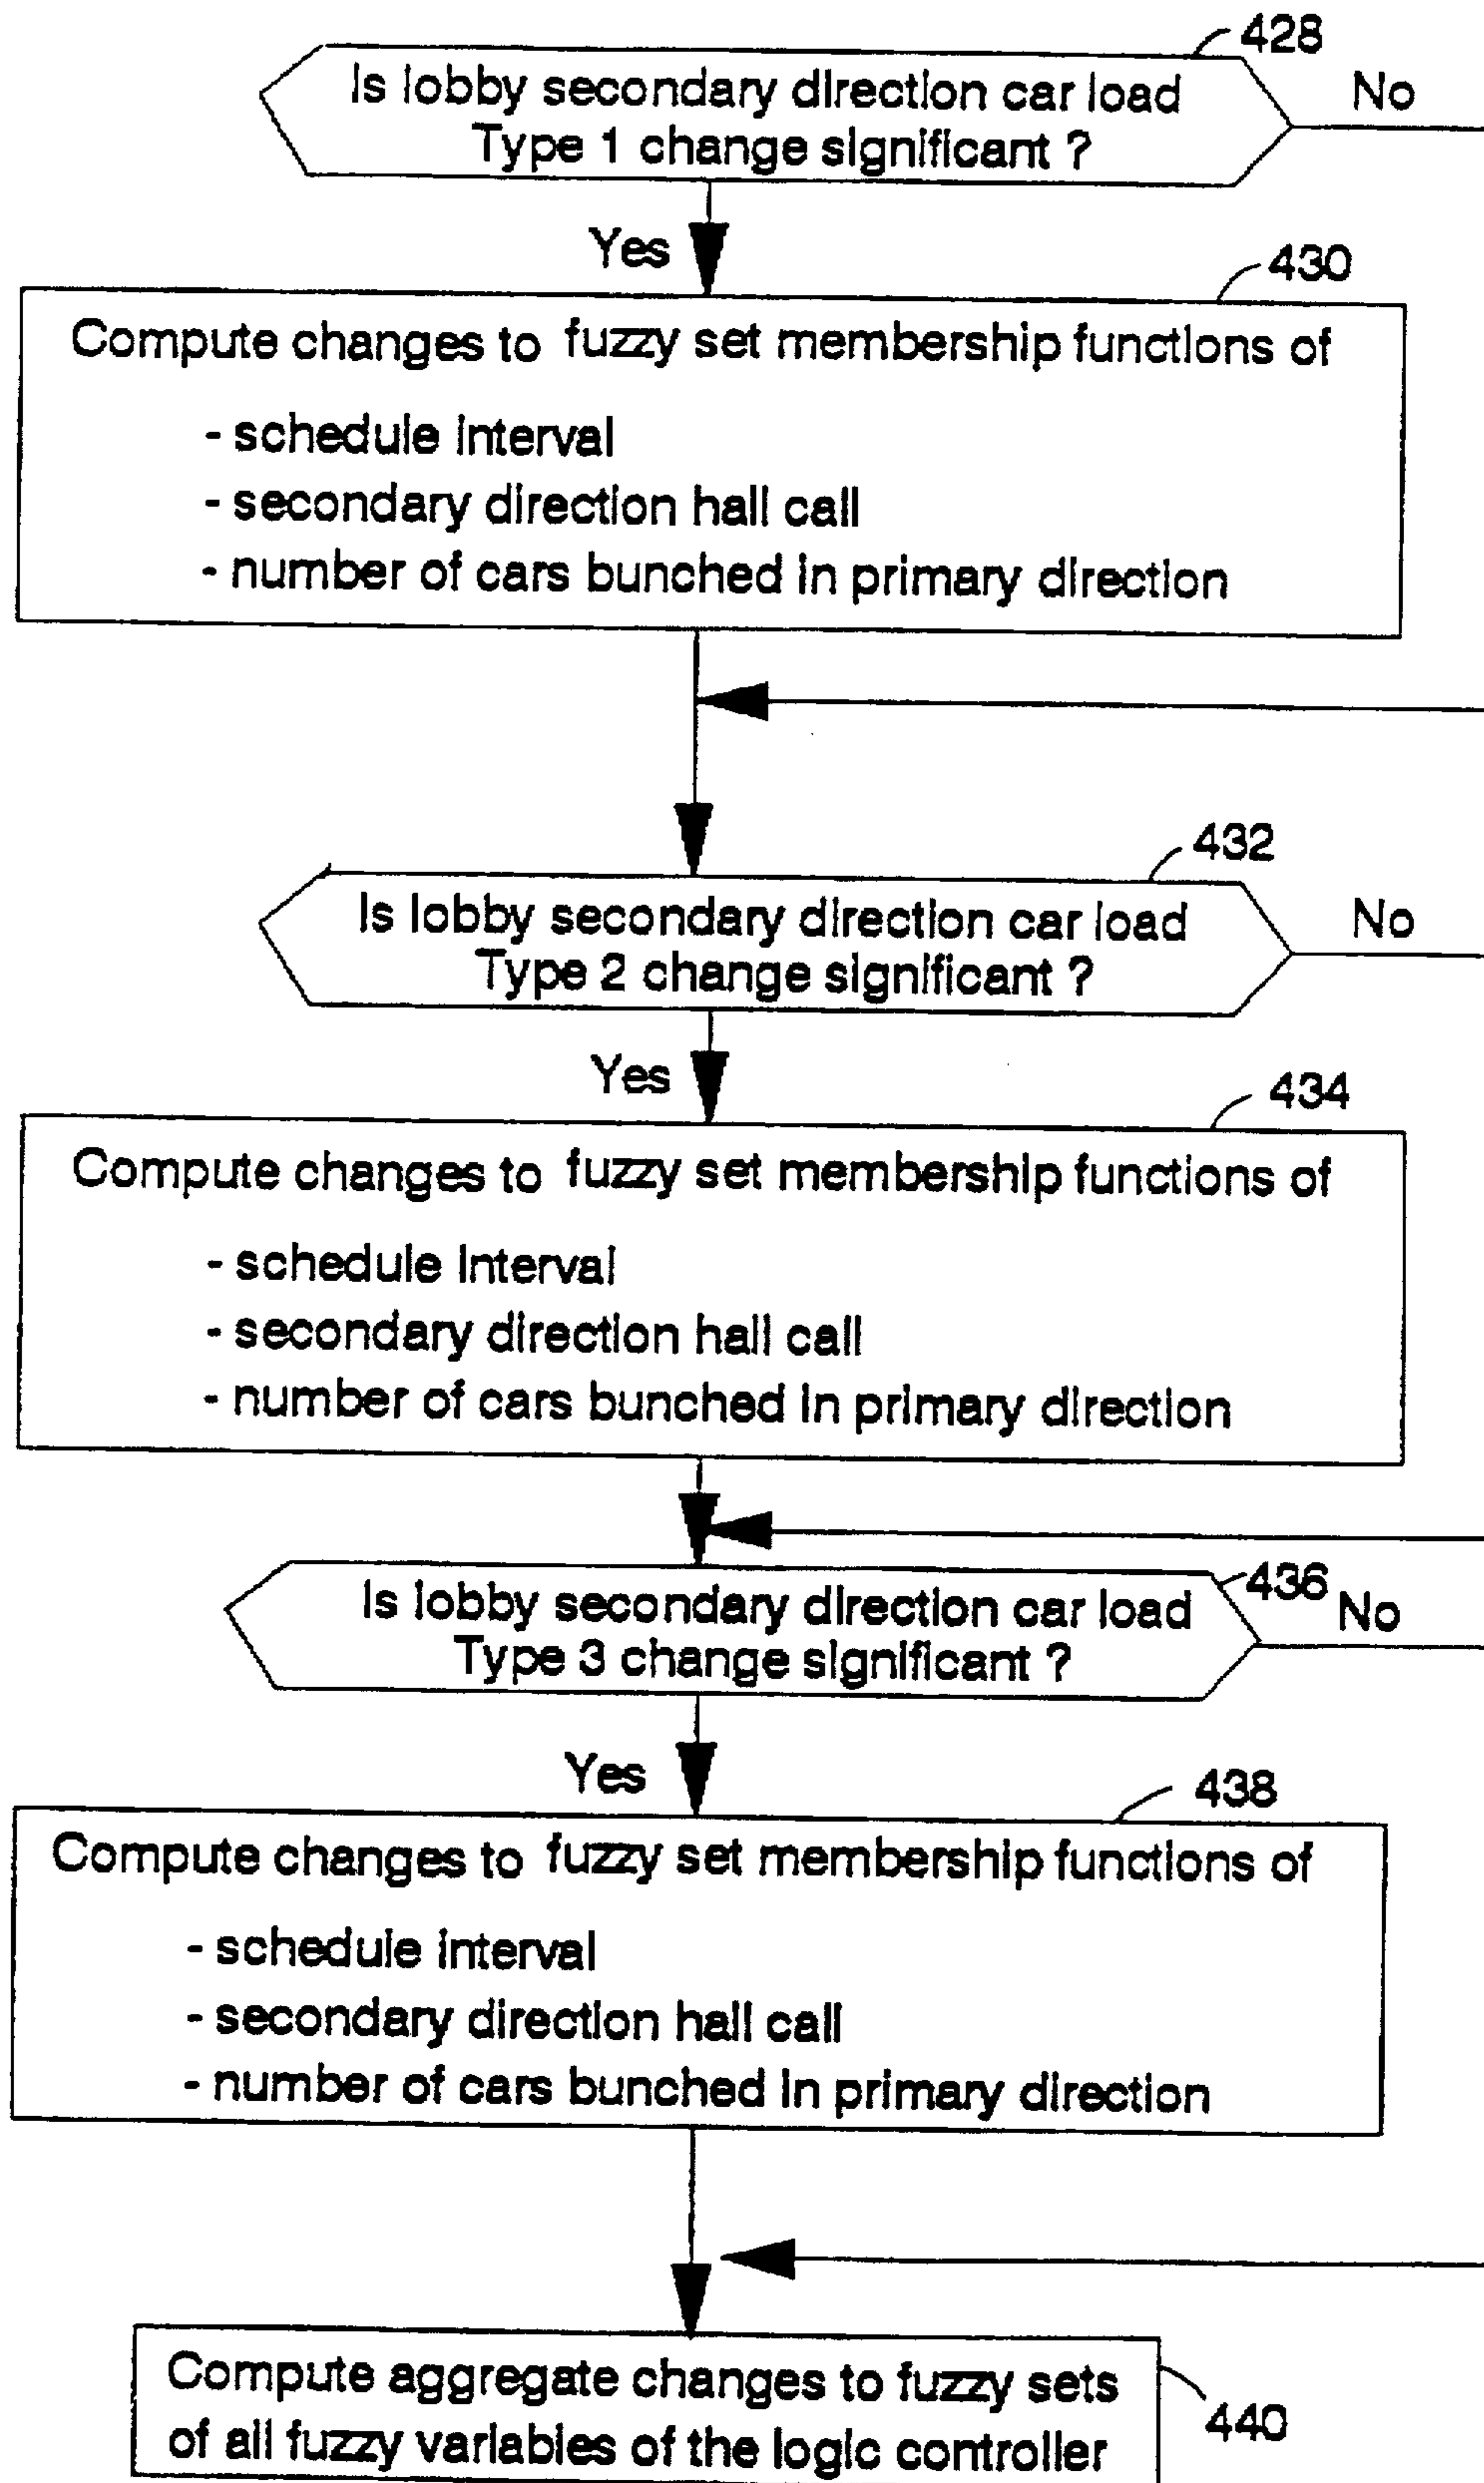 428
Is lobby secondary direction car load
No
Type 1 change significant ?
Yes
430
Compute changes to fuzzy set membership functions of
- schedule interval
- secondary direction hall call
- number of cars bunched in primary direction
432
Is lobby secondary direction car load
No
Type 2 change significant ?
Yes
434
Compute changes to fuzzy set membership functions of
- schedule interval
- secondary direction hall call
- number of cars bunched in primary direction
436
Is lobby secondary direction car load
No
Type 3 change significant ?
Yes
438
Compute changes to fuzzy set membership functions of
- schedule interval
- secondary direction hall call
- number of cars bunched in primary direction
Compute aggregate changes to fuzzy sets
of all fuzzy variables of the logic controller
440